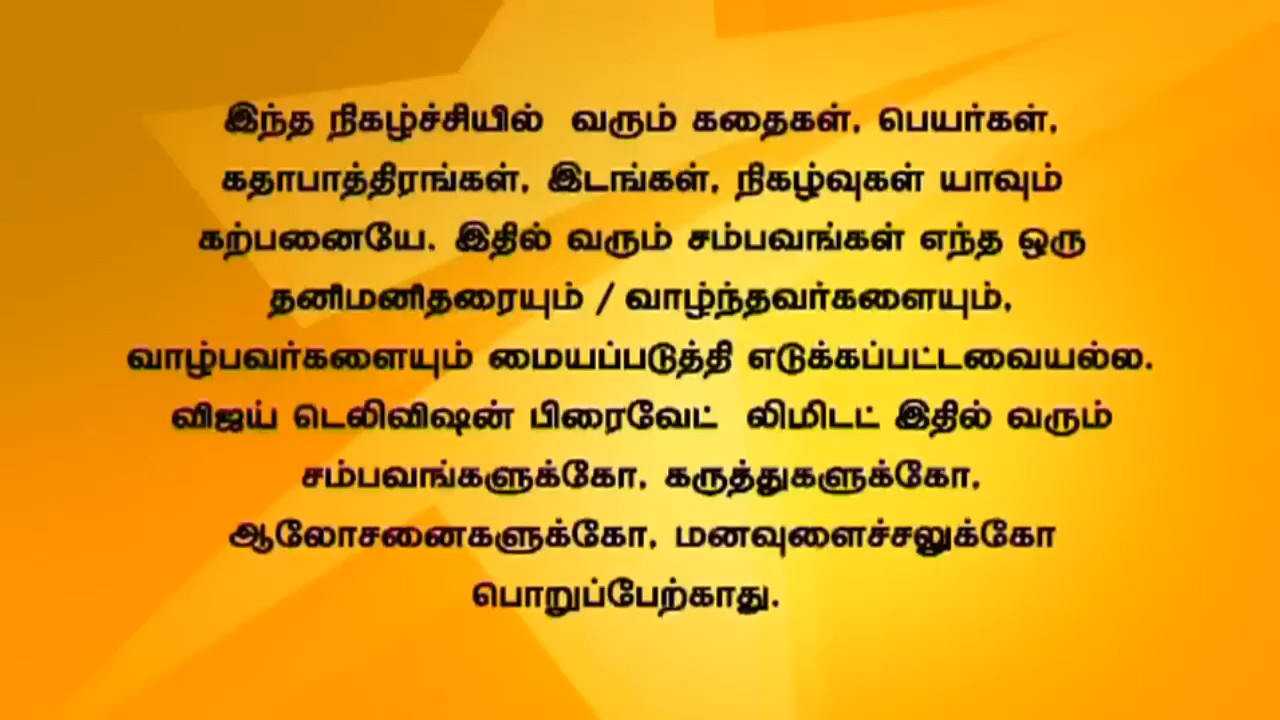 இந்த நிகழ்ச்சியில் வரும் கதைகள், பெயர்கள்,
கதாபாத்திரங்கள், இடங்கள், நிகழ்வுகள் யாவும்
கற்பனையே. இதில் வரும் சம்பவங்கள் எந்த ஒரு
தனிமனிதரையும் / வாழ்ந்தவர்களையும்,
வாழ்பவர்களையும் மையப்படுத்தி எடுக்கப்பட்டவையல்ல.
விஜய் டெலிவிஷன் பிரைவேட் லிமிடட் இதில் வரும்
சம்பவங்களுக்கோ, கருத்துகளுக்கோ,
ஆலோசனைகளுக்கோ, மனவுளைச்சலுக்கோ
பொறுப்பேற்காது.